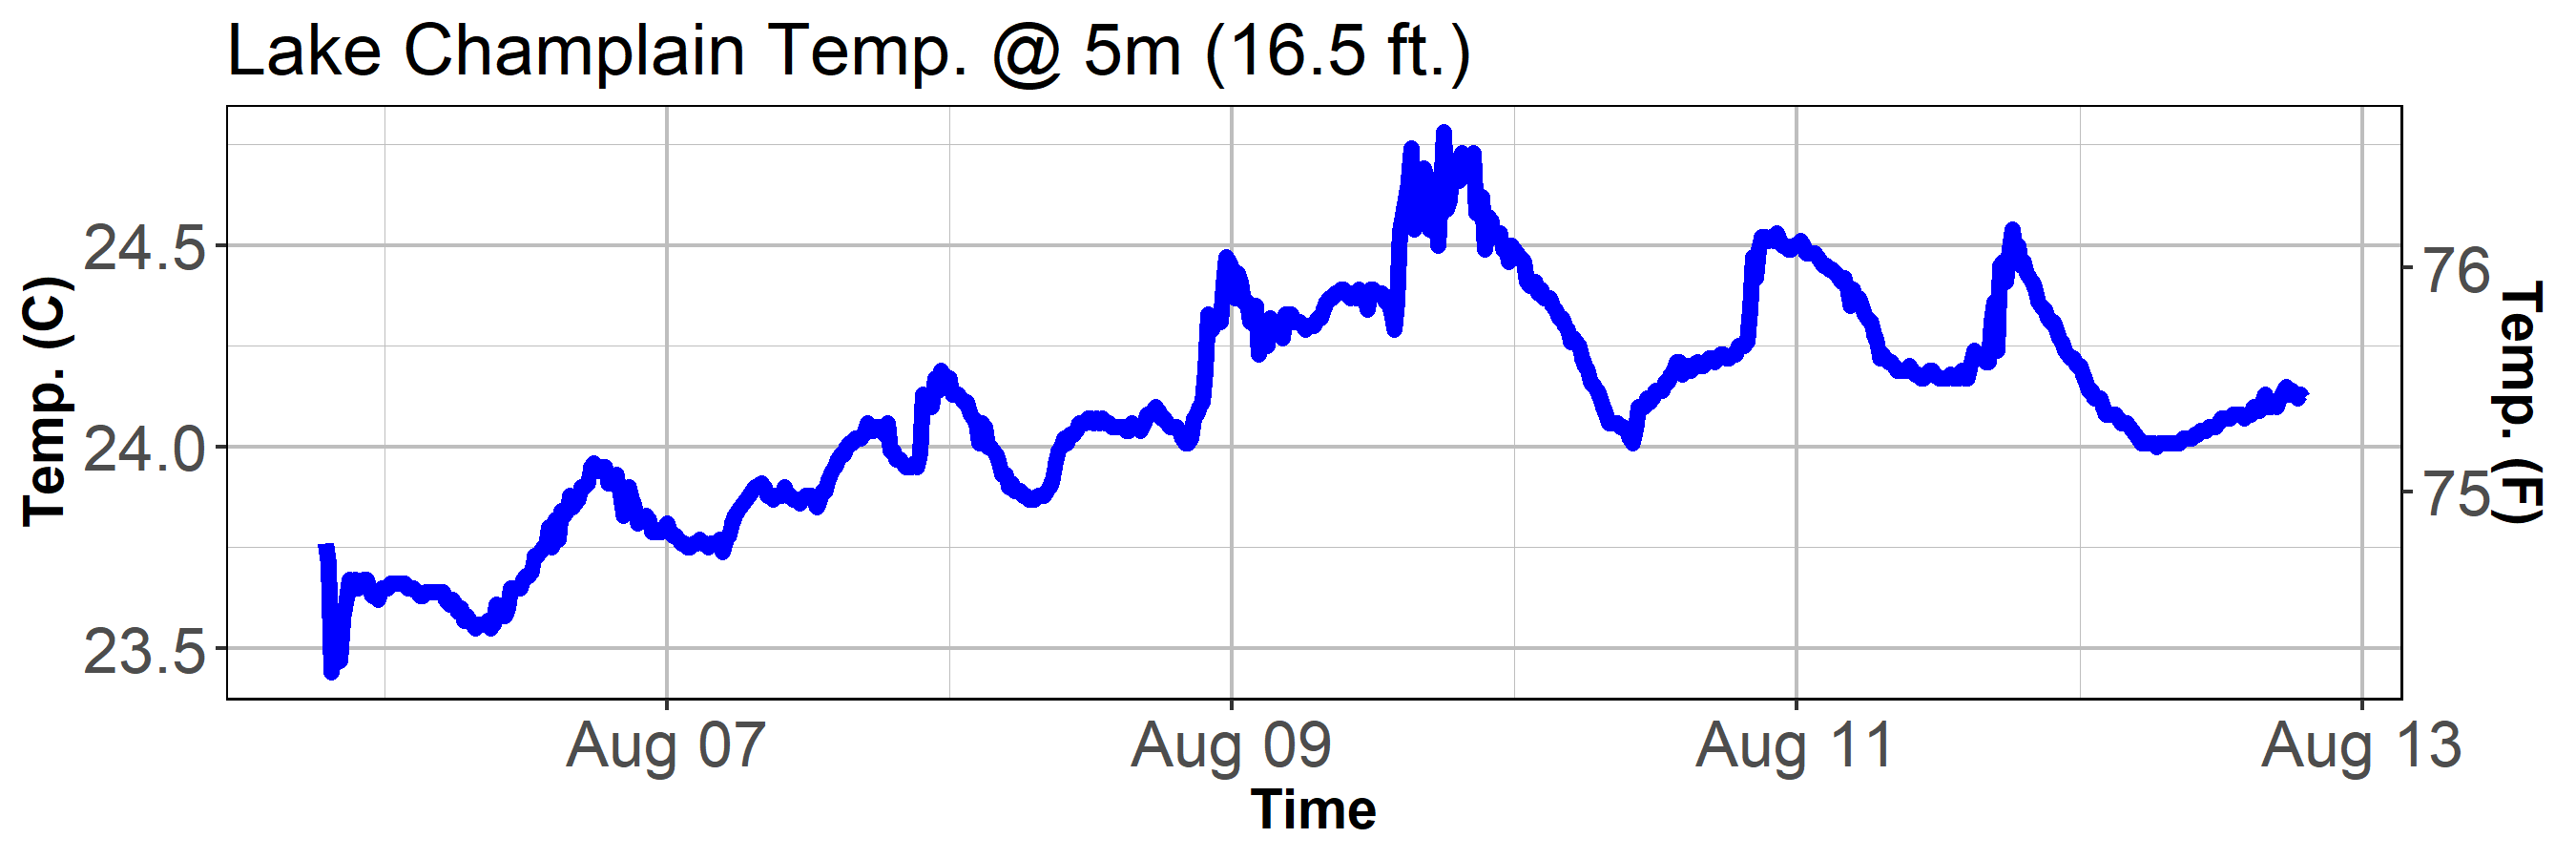 Lake Champlain Temp. @ 5m (16.5 ft.)
Temp. (C)
24.5
24.0
23.5
76
75
Temp. (F)
Aug 07 Aug 09 Aug 11 Aug 13
Time